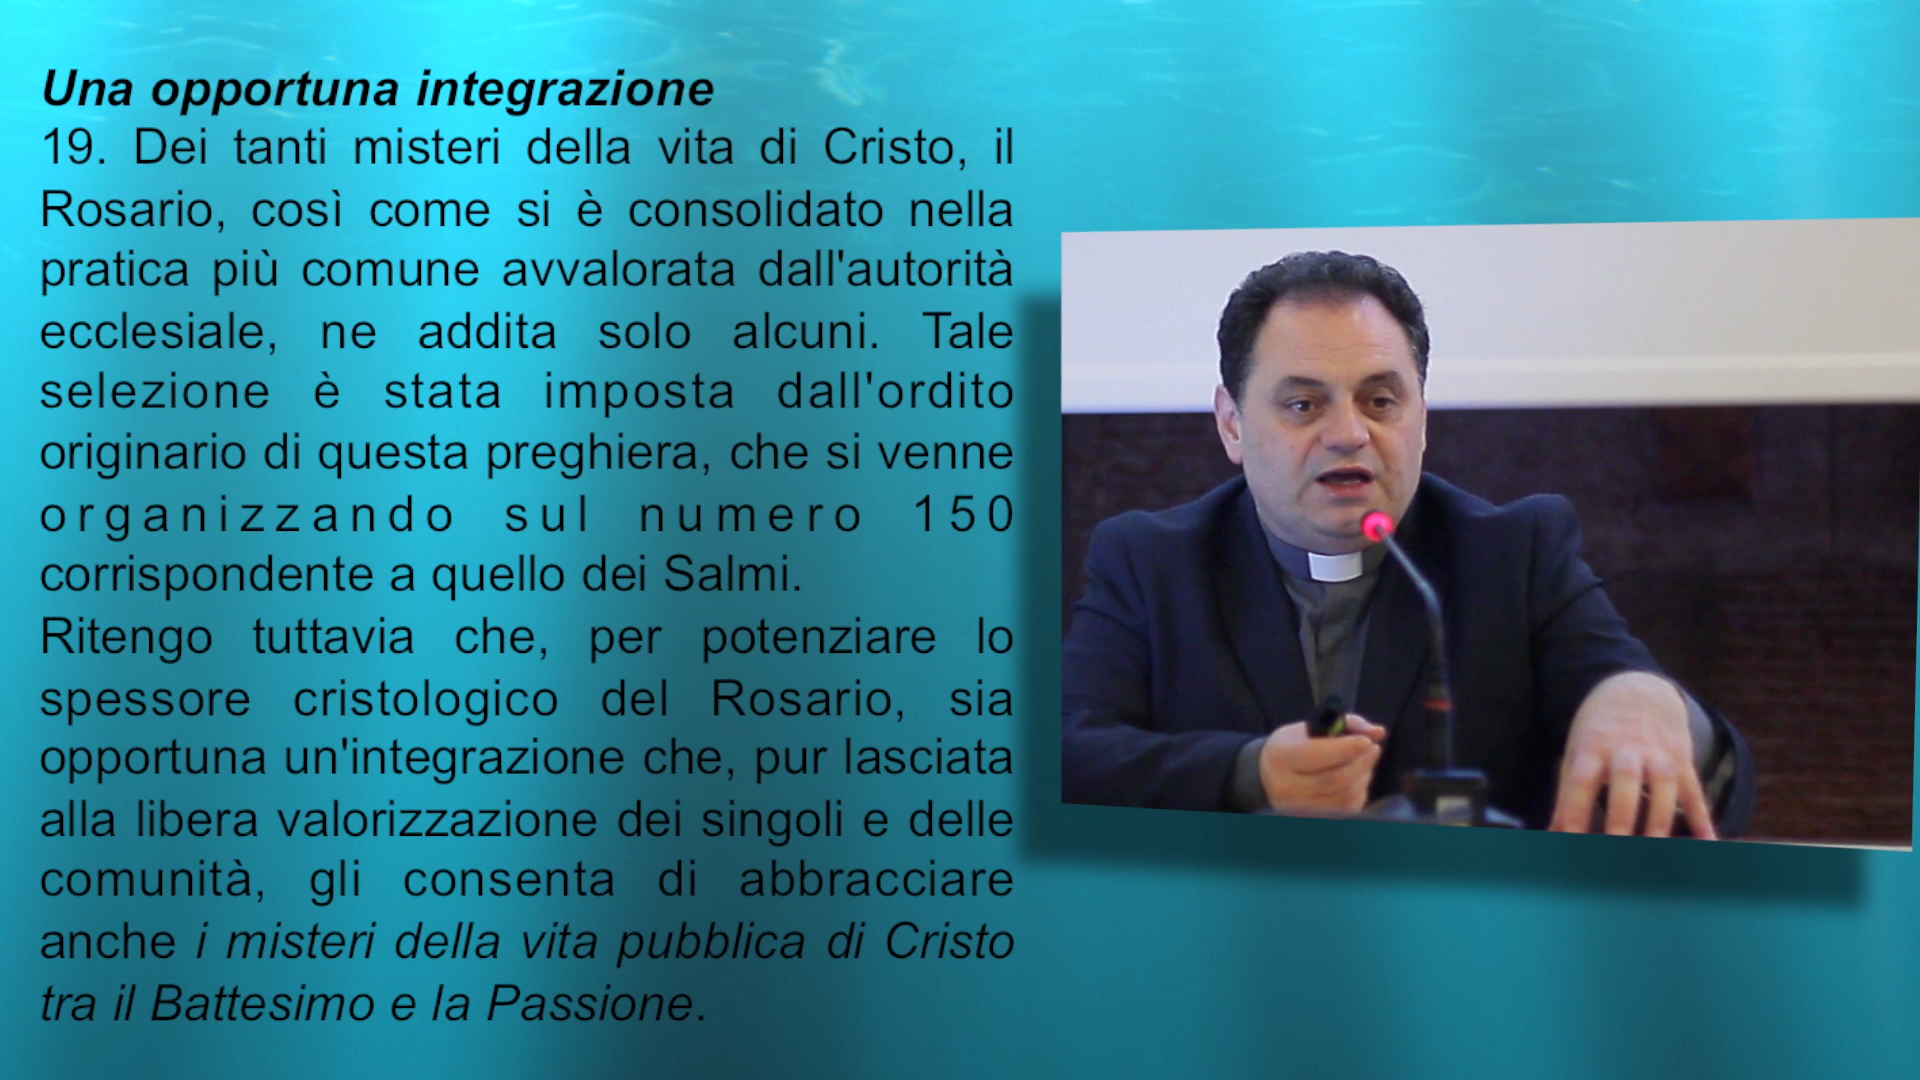 Una opportuna integrazione
19. Dei tanti misteri della vita di Cristo, il
Rosario, così come si è consolidato nella
pratica più comune avvalorata dall'autorità
ecclesiale, ne addita solo alcuni. Tale
selezione è stata imposta dall'ordito
originario di questa preghiera, che si venne
organizzando sul numero 150
corrispondente a quello dei Salmi.
Ritengo tuttavia che, per potenziare lo
spessore cristologico del Rosario, sia
opportuna un'integrazione che, pur lasciata
alla libera valorizzazione dei singoli e delle
comunità, gli consenta di abbracciare
anche i misteri della vita pubblica di Cristo
tra il Battesimo e la Passione.